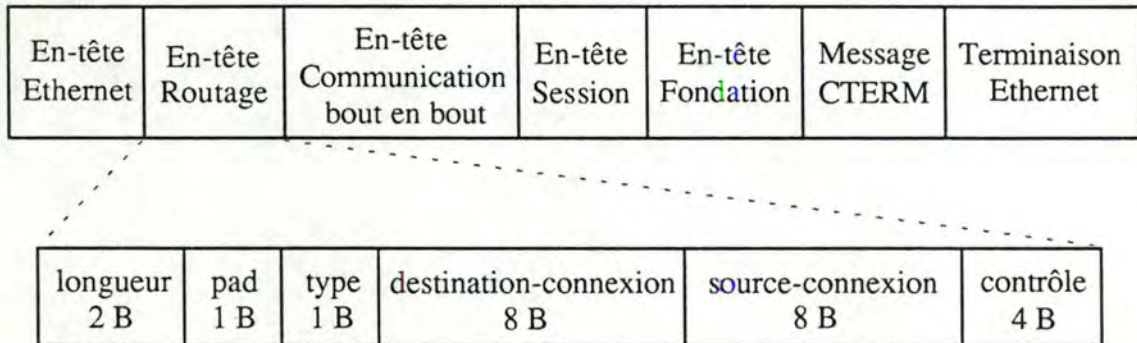 En-tête
Ethernet
En-tête
Routage
En-tête
Communication
bout en bout
En-tête
Session
En-tête
Fondation
Message
CTERM
Terminaison
Ethernet
longueur
2 B
pad
1 B
type
1 B
destination-connexion
8 B
source-connexion
8 B
contrôle
4 B